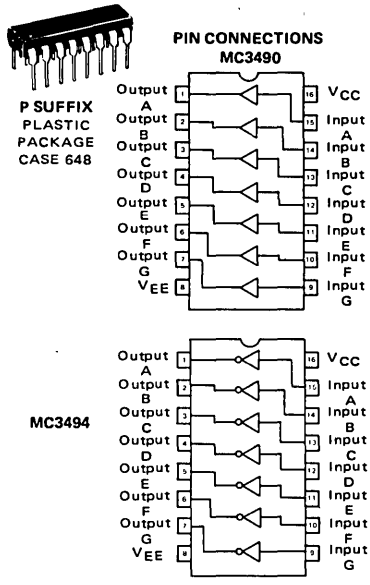 PIN CONNECTIONS
MC3490
P SUFFIX
PLASTIC
PACKAGE
CASE 648
Output A 1 16 VCC
Output B 2 15 Input A
Output C 3 14 Input B
Output D 4 13 Input C
Output E 5 12 Input D
Output F 6 11 Input E
Output G 7 10 Input F
VEE 8 9 Input G
MC3494
Output A 1 16 VCC
Output B 2 15 Input A
Output C 3 14 Input B
Output D 4 13 Input C
Output E 5 12 Input D
Output F 6 11 Input E
Output G 7 10 Input F
VEE 8 9 Input G